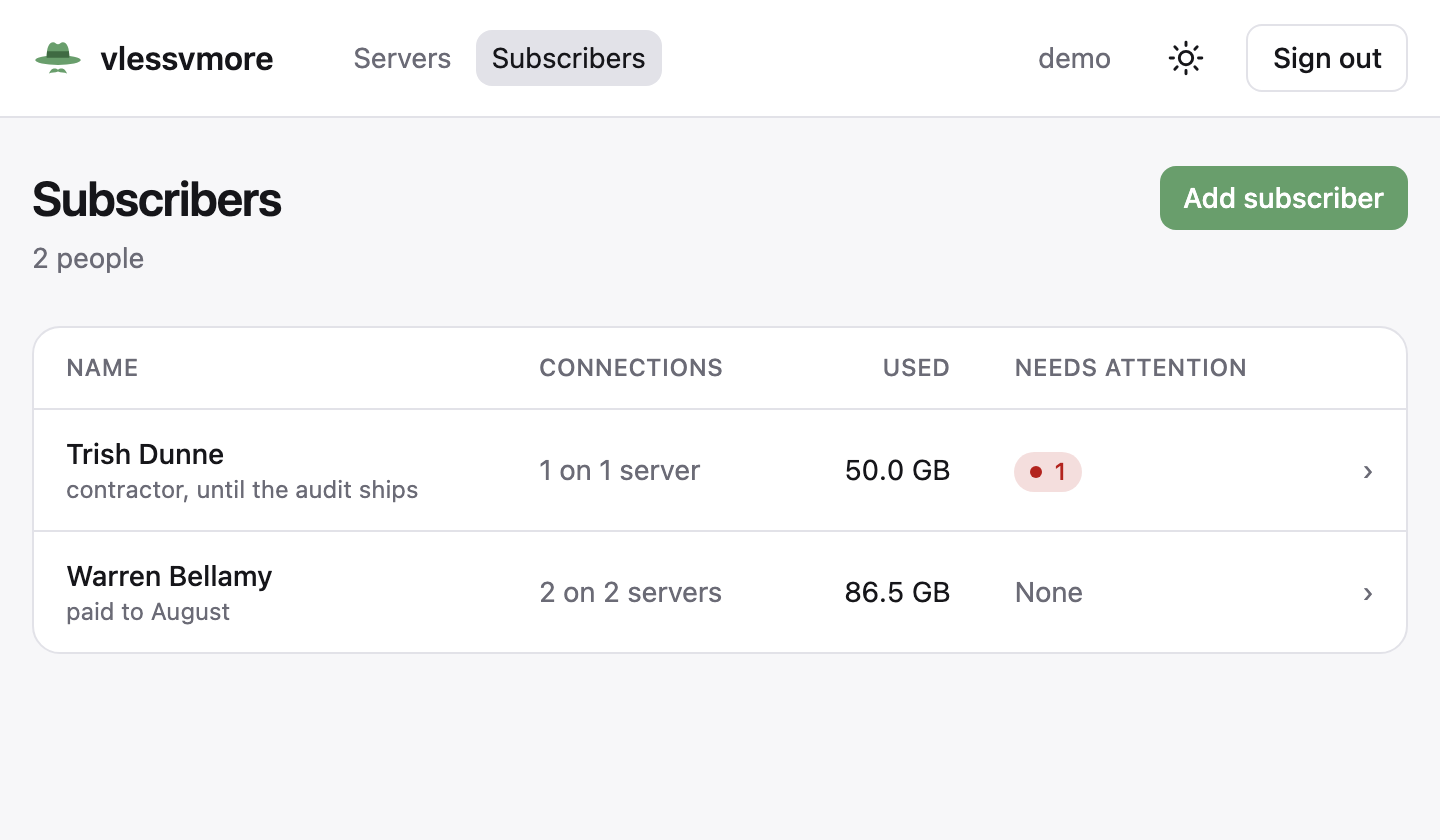 vlessvmore
Servers
Subscribers
demo
Sign out
Subscribers
Add subscriber
2 people
NAME
CONNECTIONS
USED
NEEDS ATTENTION
Trish Dunne
contractor, until the audit ships
1 on 1 server
50.0 GB
1
Warren Bellamy
paid to August
2 on 2 servers
86.5 GB
None